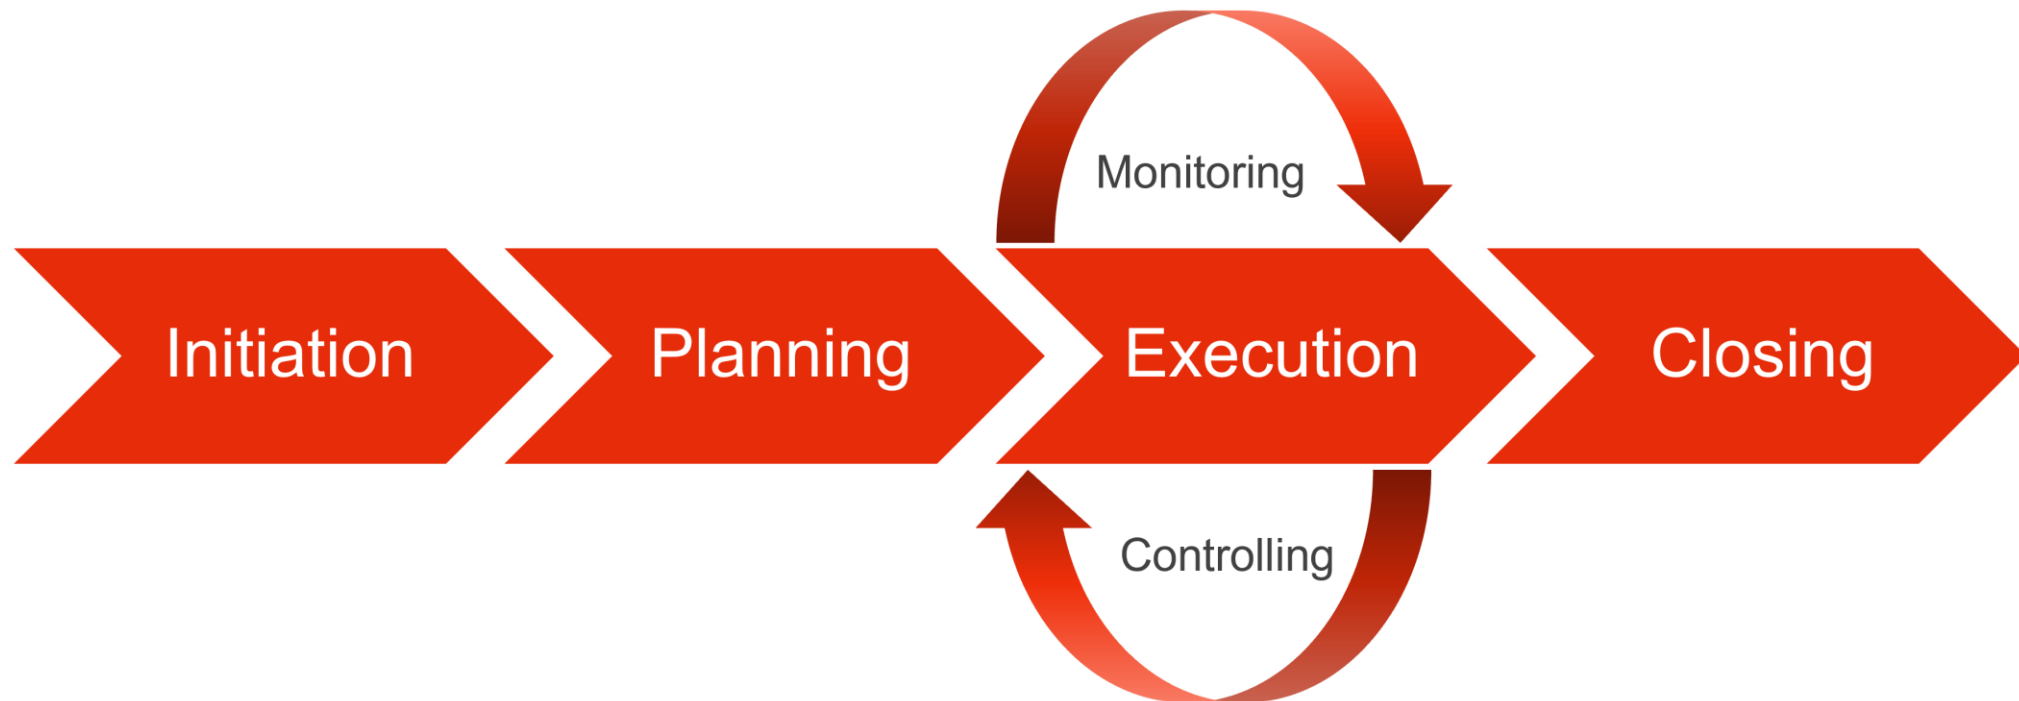 Monitoring
Initiation
Planning
Execution
Closing
Controlling